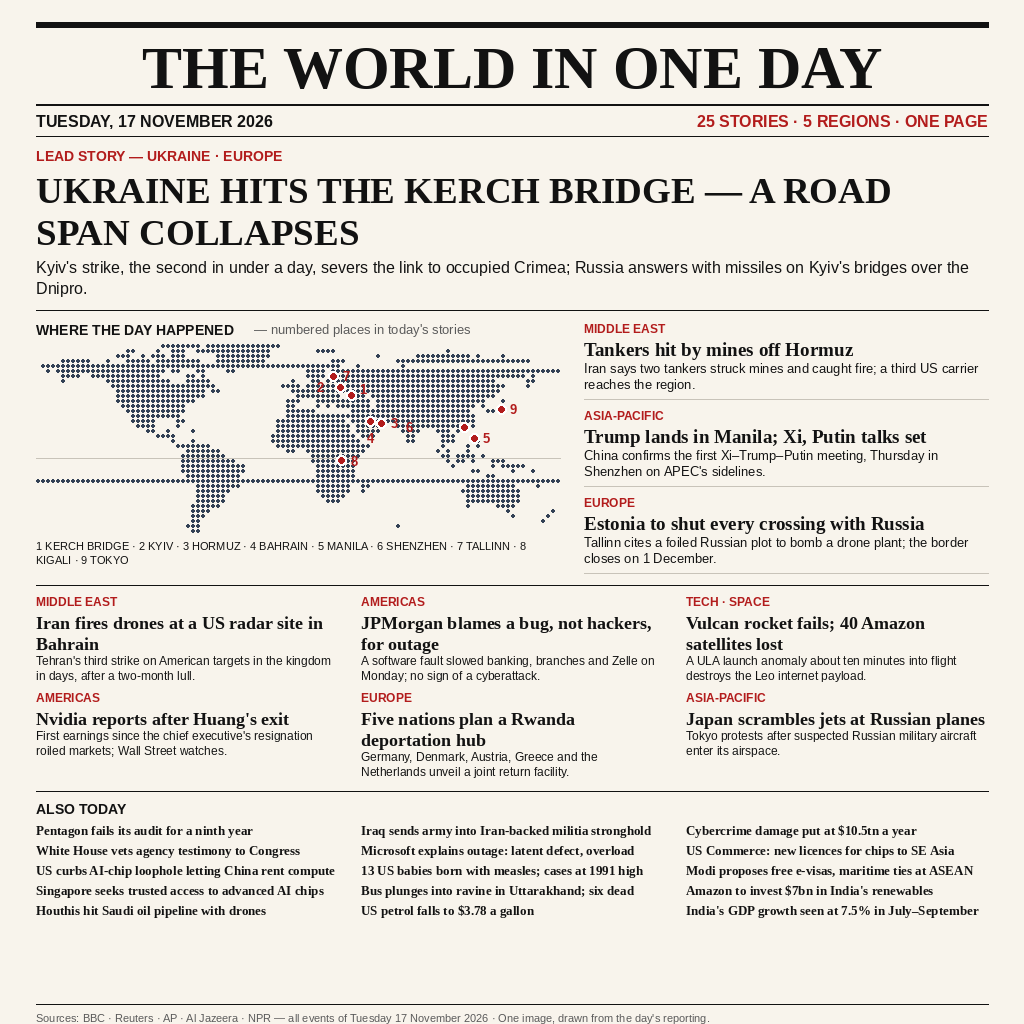 THE WORLD IN ONE DAY
TUESDAY, 17 NOVEMBER 2026
25 STORIES · 5 REGIONS · ONE PAGE
LEAD STORY — UKRAINE · EUROPE
UKRAINE HITS THE KERCH BRIDGE — A ROAD
SPAN COLLAPSES
Kyiv's strike, the second in under a day, severs the link to occupied Crimea; Russia answers with missiles on Kyiv's bridges over the
Dnipro.
WHERE THE DAY HAPPENED — numbered places in today's stories
7
2
1
9
3
6
4
5
8
1 KERCH BRIDGE · 2 KYIV · 3 HORMUZ · 4 BAHRAIN · 5 MANILA · 6 SHENZHEN · 7 TALLINN · 8
KIGALI · 9 TOKYO
MIDDLE EAST
Tankers hit by mines off Hormuz
Iran says two tankers struck mines and caught fire; a third US carrier
reaches the region.
ASIA-PACIFIC
Trump lands in Manila; Xi, Putin talks set
China confirms the first Xi–Trump–Putin meeting, Thursday in
Shenzhen on APEC's sidelines.
EUROPE
Estonia to shut every crossing with Russia
Tallinn cites a foiled Russian plot to bomb a drone plant; the border
closes on 1 December.
MIDDLE EAST
Iran fires drones at a US radar site in
Bahrain
Tehran's third strike on American targets in the kingdom
in days, after a two-month lull.
AMERICAS
JPMorgan blames a bug, not hackers,
for outage
A software fault slowed banking, branches and Zelle on
Monday; no sign of a cyberattack.
TECH · SPACE
Vulcan rocket fails; 40 Amazon
satellites lost
A ULA launch anomaly about ten minutes into flight
destroys the Leo internet payload.
AMERICAS
Nvidia reports after Huang's exit
First earnings since the chief executive's resignation
roiled markets; Wall Street watches.
EUROPE
Five nations plan a Rwanda
deportation hub
Germany, Denmark, Austria, Greece and the
Netherlands unveil a joint return facility.
ASIA-PACIFIC
Japan scrambles jets at Russian planes
Tokyo protests after suspected Russian military aircraft
enter its airspace.
ALSO TODAY
Pentagon fails its audit for a ninth year
White House vets agency testimony to Congress
US curbs AI-chip loophole letting China rent compute
Singapore seeks trusted access to advanced AI chips
Houthis hit Saudi oil pipeline with drones
Iraq sends army into Iran-backed militia stronghold
Microsoft explains outage: latent defect, overload
13 US babies born with measles; cases at 1991 high
Bus plunges into ravine in Uttarakhand; six dead
US petrol falls to $3.78 a gallon
Cybercrime damage put at $10.5tn a year
US Commerce: new licences for chips to SE Asia
Modi proposes free e-visas, maritime ties at ASEAN
Amazon to invest $7bn in India's renewables
India's GDP growth seen at 7.5% in July–September
Sources: BBC · Reuters · AP · Al Jazeera · NPR — all events of Tuesday 17 November 2026 · One image, drawn from the day's reporting.